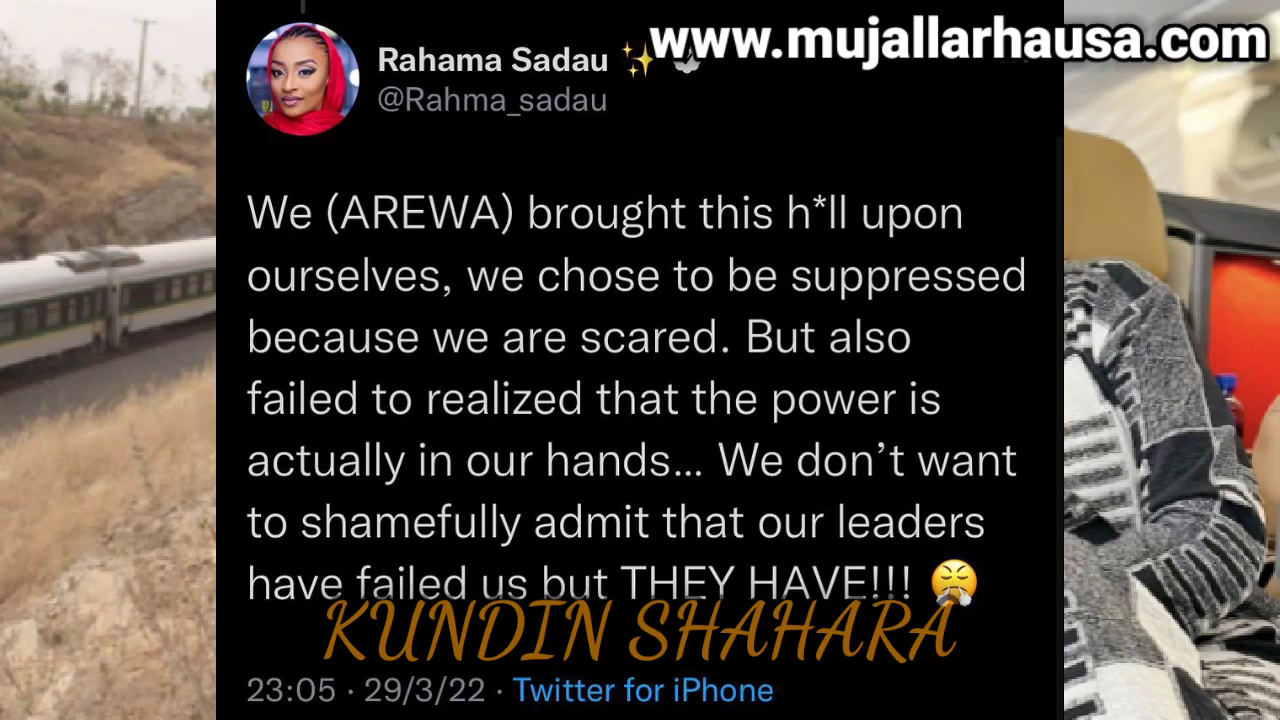 www.mujallarhausa.com
Rahama Sadau ✨
@Rahma_sadau
We (AREWA) brought this h*ll upon
ourselves, we chose to be suppressed
because we are scared. But also
failed to realized that the power is
actually in our hands... We don’t want
to shamefully admit that our leaders
have failed us but THEY HAVE!!! 😤
KUNDIN SHAHARA
23:05 · 29/3/22 · Twitter for iPhone